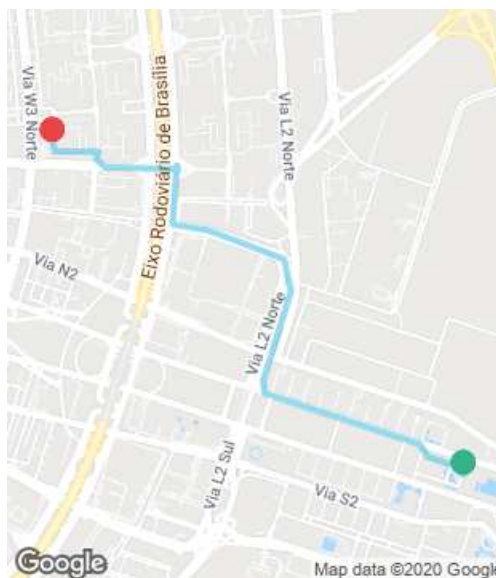 Via W3 Norte
Via L2 Norte
Eixo Rodoviário de Brasília
Via N2
Via L2 Norte
Via L2 Sul
Via S2
Google
Map data ©2020 Google